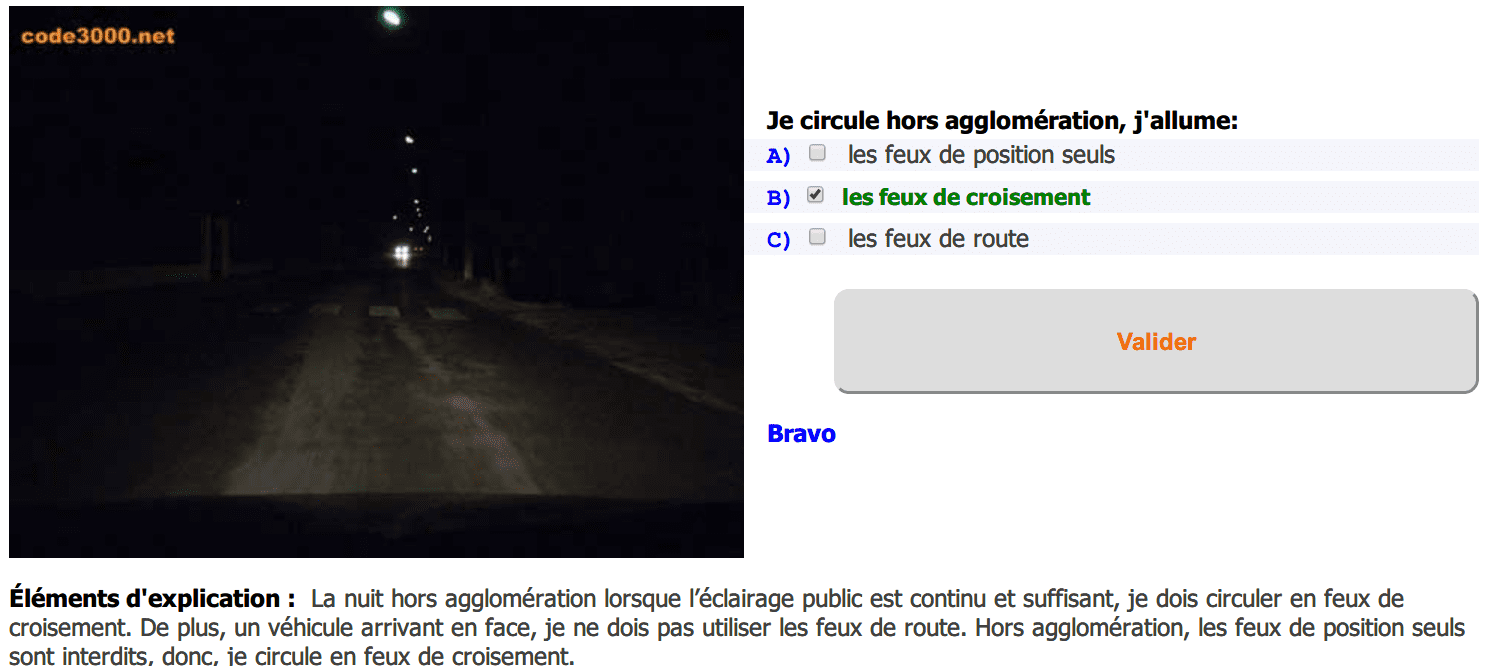 code3000.net
Je circule hors agglomération, j'allume:
A) les feux de position seuls
B) les feux de croisement
C) les feux de route
Valider
Bravo
Éléments d'explication : La nuit hors agglomération lorsque l’éclairage public est continu et suffisant, je dois circuler en feux de
croisement. De plus, un véhicule arrivant en face, je ne dois pas utiliser les feux de route. Hors agglomération, les feux de position seuls
sont interdits, donc, je circule en feux de croisement.